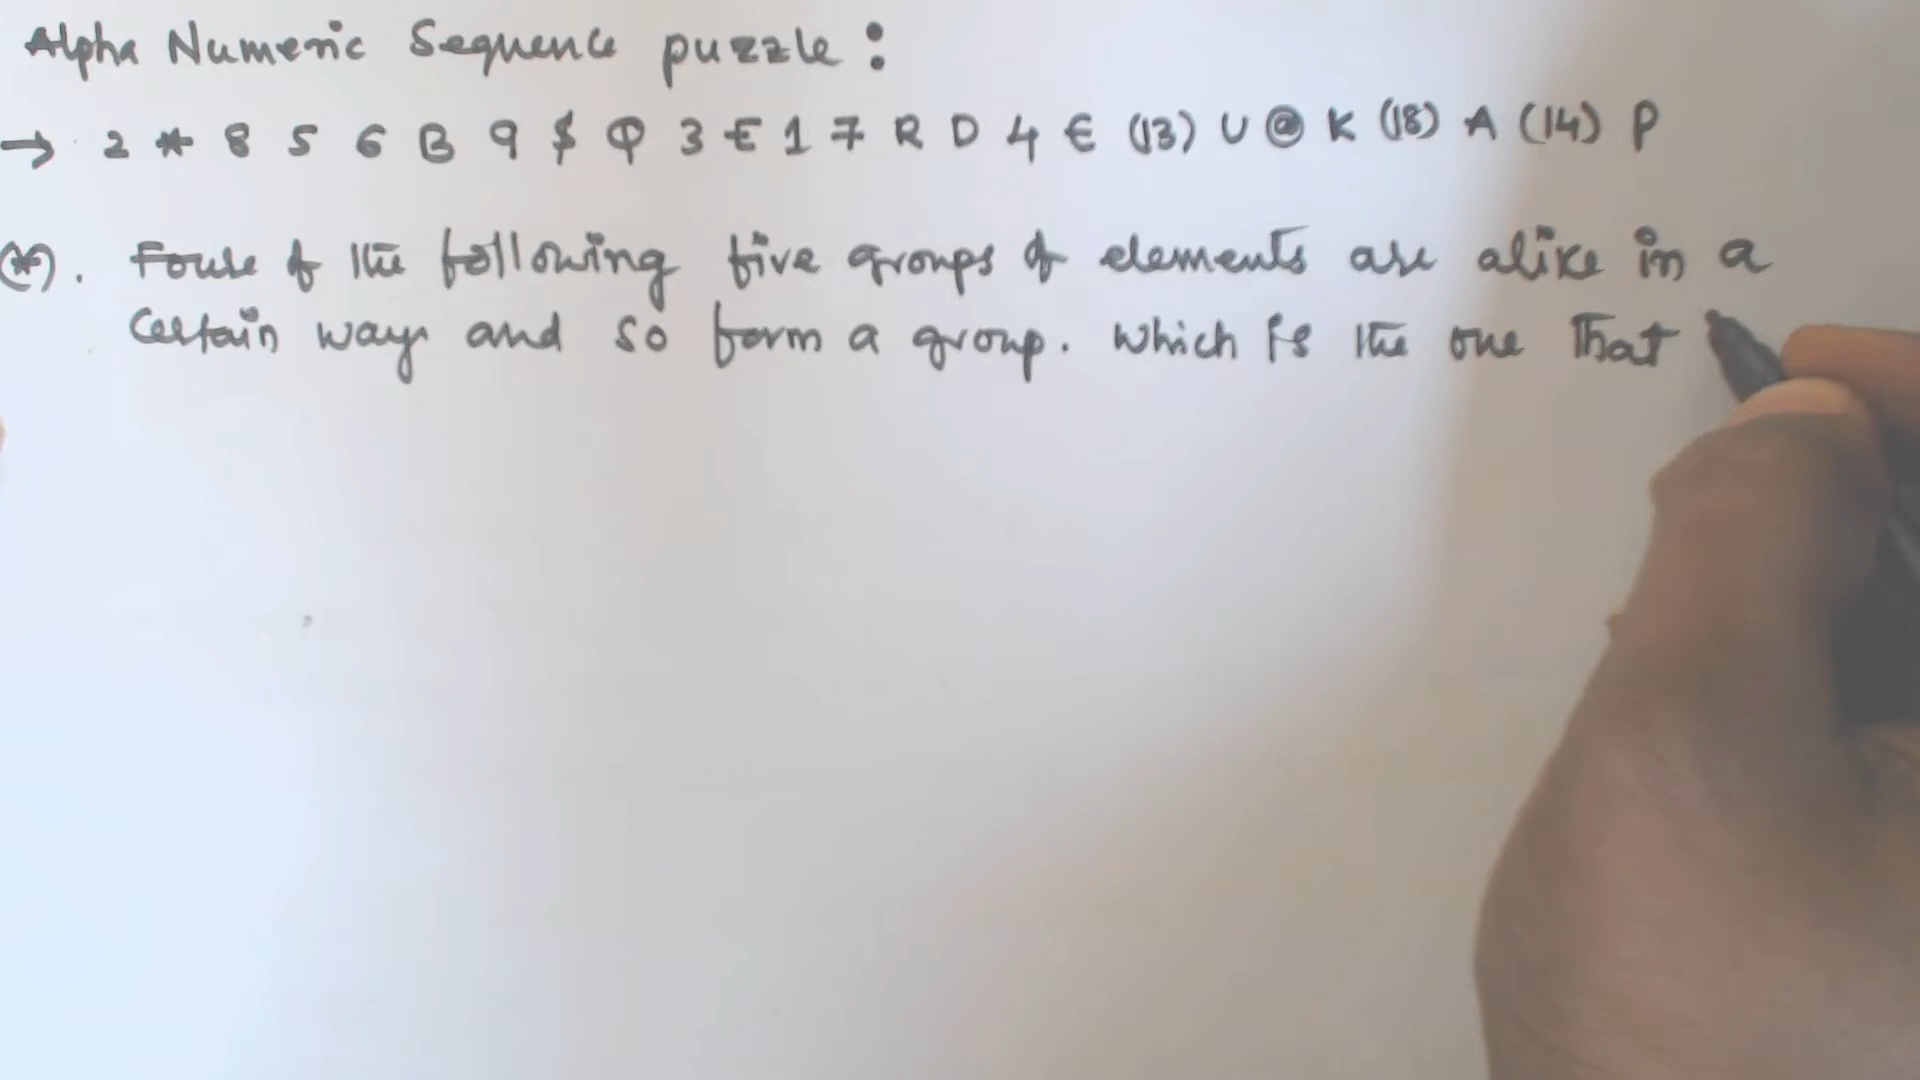 Alpha Numeric Sequence puzzle :
→ 2 * 8 5 6 B 9 $ Q 3 E 1 7 R D 4 € (13) U @ K (18) A (14) P
(*). Four of the following five groups of elements are alike in a
Certain way and so form a group. Which is the one that